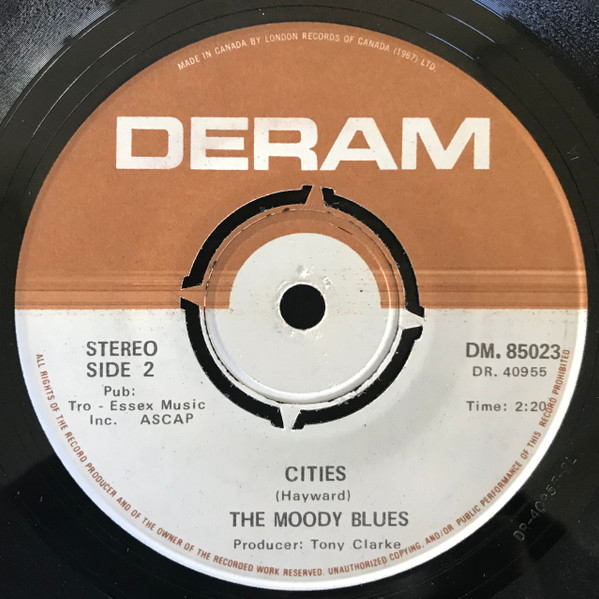 MADE IN CANADA BY LONDON RECORDS OF CANADA (1967) LTD.
DERAM
STEREO
SIDE 2
Pub:
Tro - Essex Music
Inc. ASCAP
DM. 85023
DR. 40955
Time: 2:20
CITIES
(Hayward)
THE MOODY BLUES
Producer: Tony Clarke
ALL RIGHTS OF THE RECORD PRODUCER AND OF THE OWNER OF THE RECORDED WORK RESERVED. UNAUTHORIZED COPYING, AND/OR PUBLIC PERFORMANCE OF THIS RECORD PROHIBITED